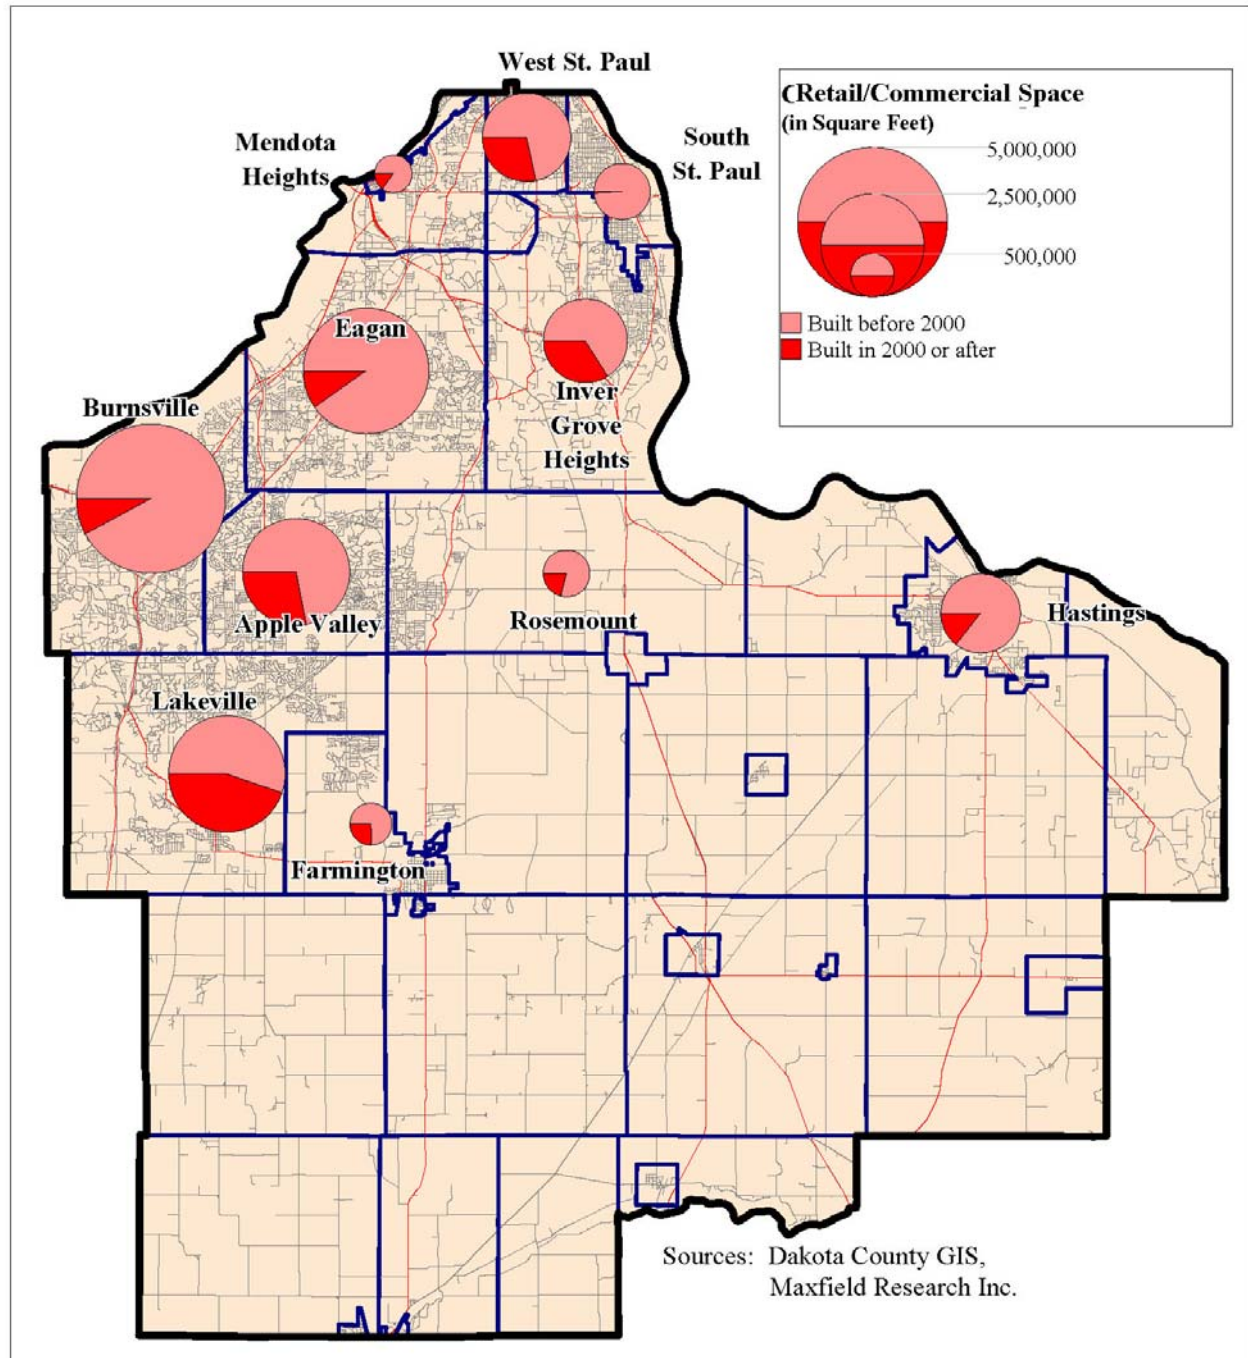 West St. Paul
(Retail/Commercial Space
(in Square Feet)
Mendota
Heights
South
St. Paul
5,000,000
2,500,000
500,000
Built before 2000
Built in 2000 or after
Eagan
Inver
Grove
Heights
Burnsville
Apple Valley
Rosemount
Hastings
Lakeville
Farmington
Sources: Dakota County GIS,
Maxfield Research Inc.